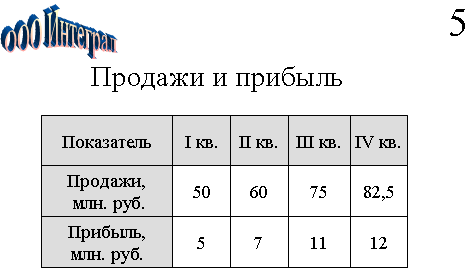 ООО Интеграл
5
Продажи и прибыль
Показатель I кв. II кв. III кв. IV кв.
Продажи,
млн. руб. 50 60 75 82,5
Прибыль,
млн. руб. 5 7 11 12